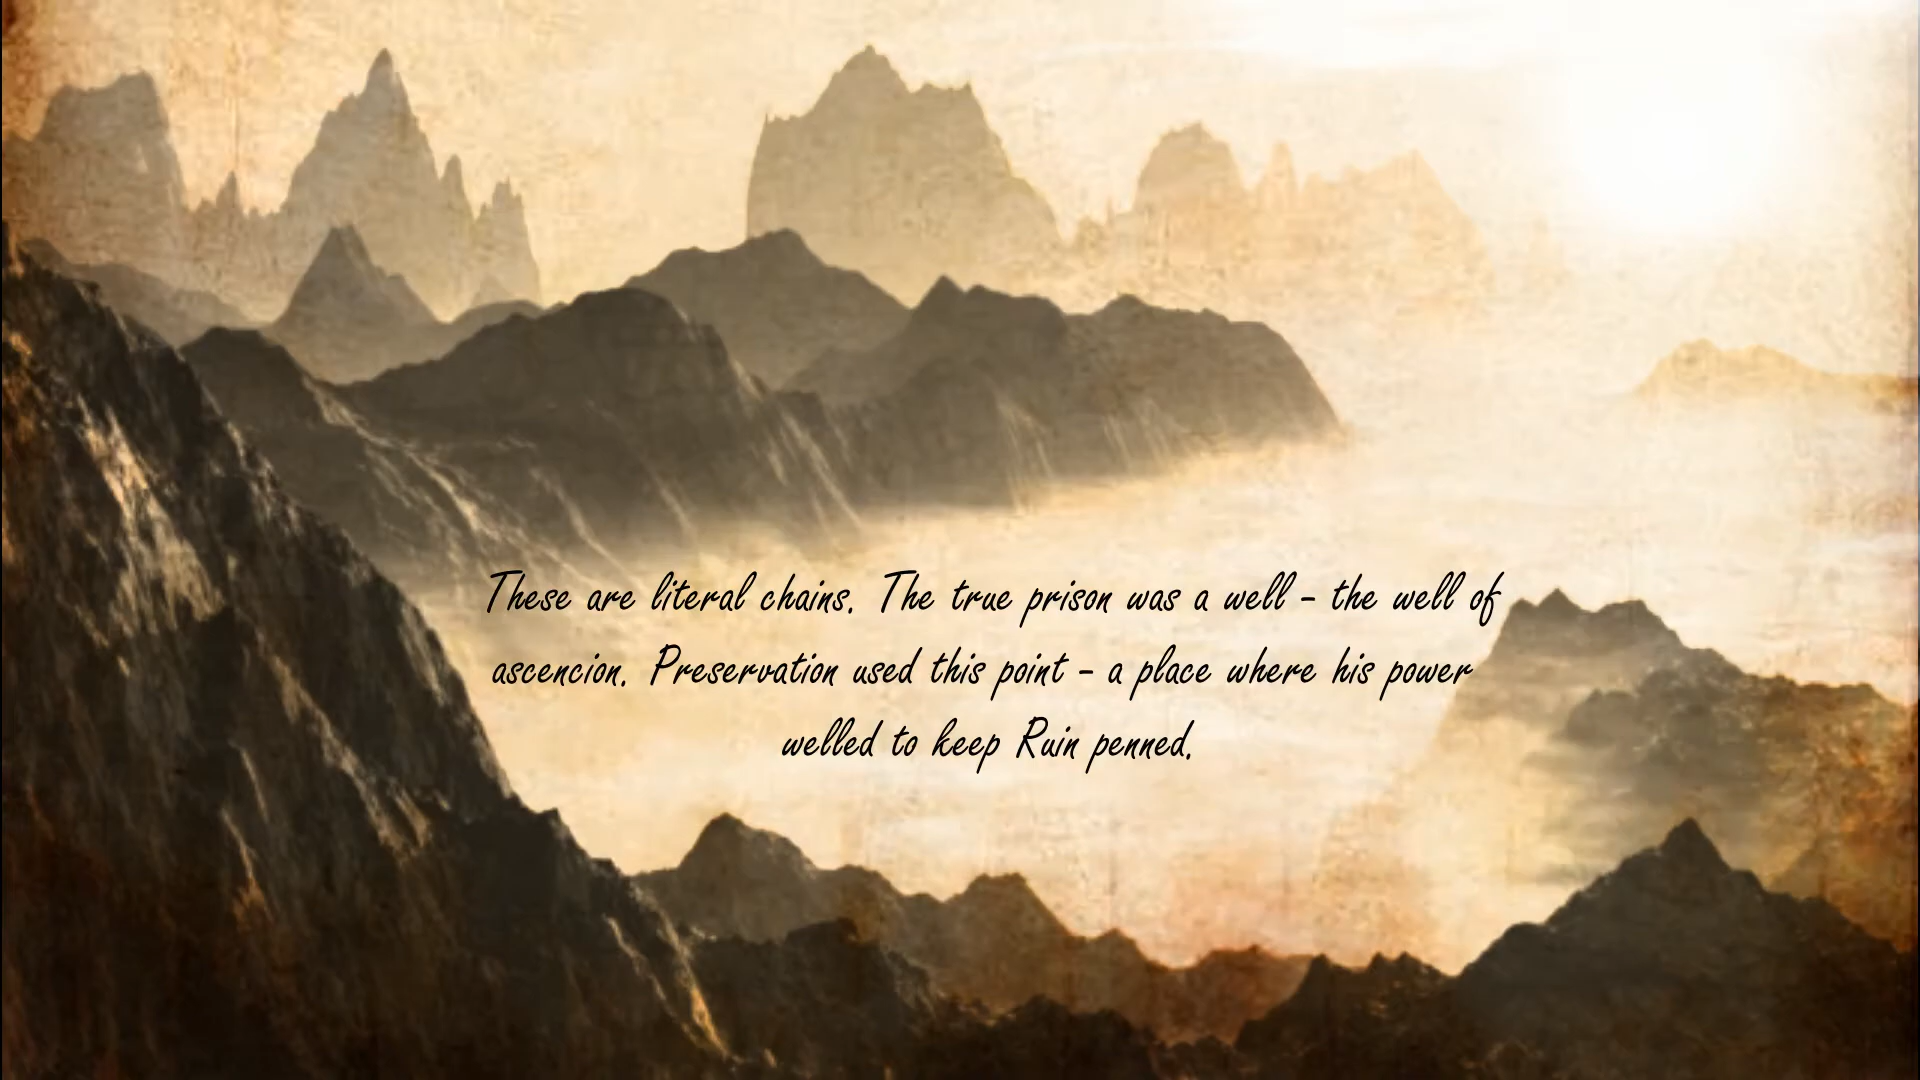 These are literal chains. The true prison was a well - the well of
ascencion. Preservation used this point - a place where his power
welled to keep Ruin penned.